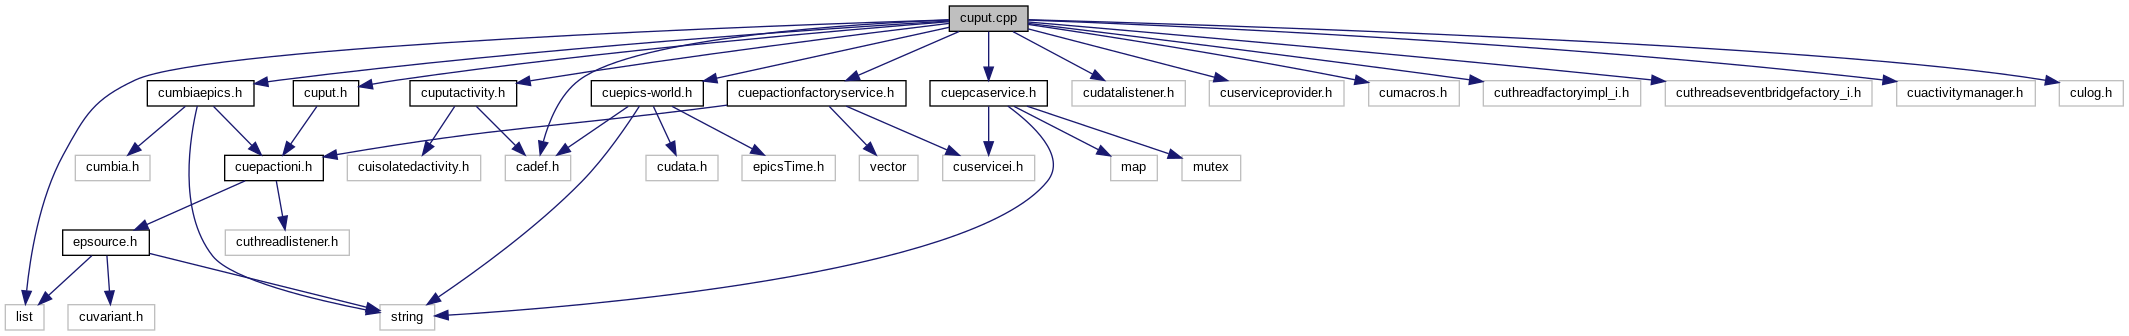 cuput.cpp
cumbiaepics.h
cuput.h
cuputactivity.h
cuepics-world.h
cuepactionfactoryservice.h
cuepcaservice.h
cudatalistener.h
cuserviceprovider.h
cumacros.h
cuthreadfactoryimpl_i.h
cuthreadseventbridgefactory_i.h
cuactivitymanager.h
culog.h
cumbia.h
cuepactioni.h
cuisolatedactivity.h
cadef.h
cudata.h
epicsTime.h
vector
cuservicei.h
map
mutex
epsource.h
cuthreadlistener.h
list
cuvariant.h
string